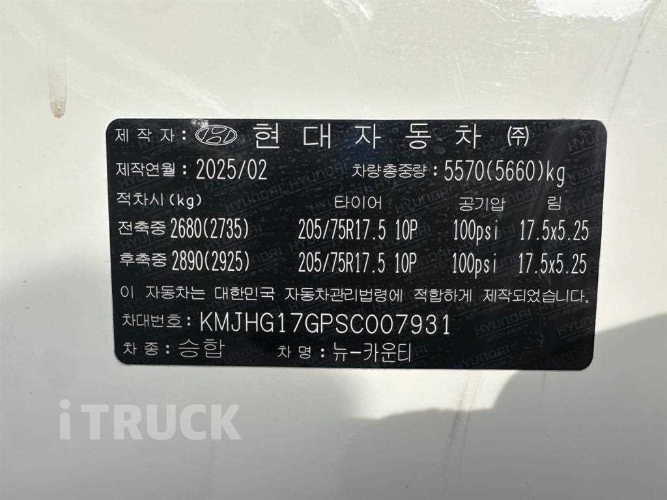 제작자: 현대자동차 ㈜
제작연월: 2025/02 차량총중량: 5570(5660)kg
적차시(kg) 타이어 공기압 림
전축중 2680(2735) 205/75R17.5 10P 100psi 17.5x5.25
후축중 2890(2925) 205/75R17.5 10P 100psi 17.5x5.25
이 자동차는 대한민국 자동차관리법령에 적합하게 제작되었습니다.
차대번호: KMJHG17GPSC007931
차종: 승합 차명: 뉴-카운티
iTRUCK